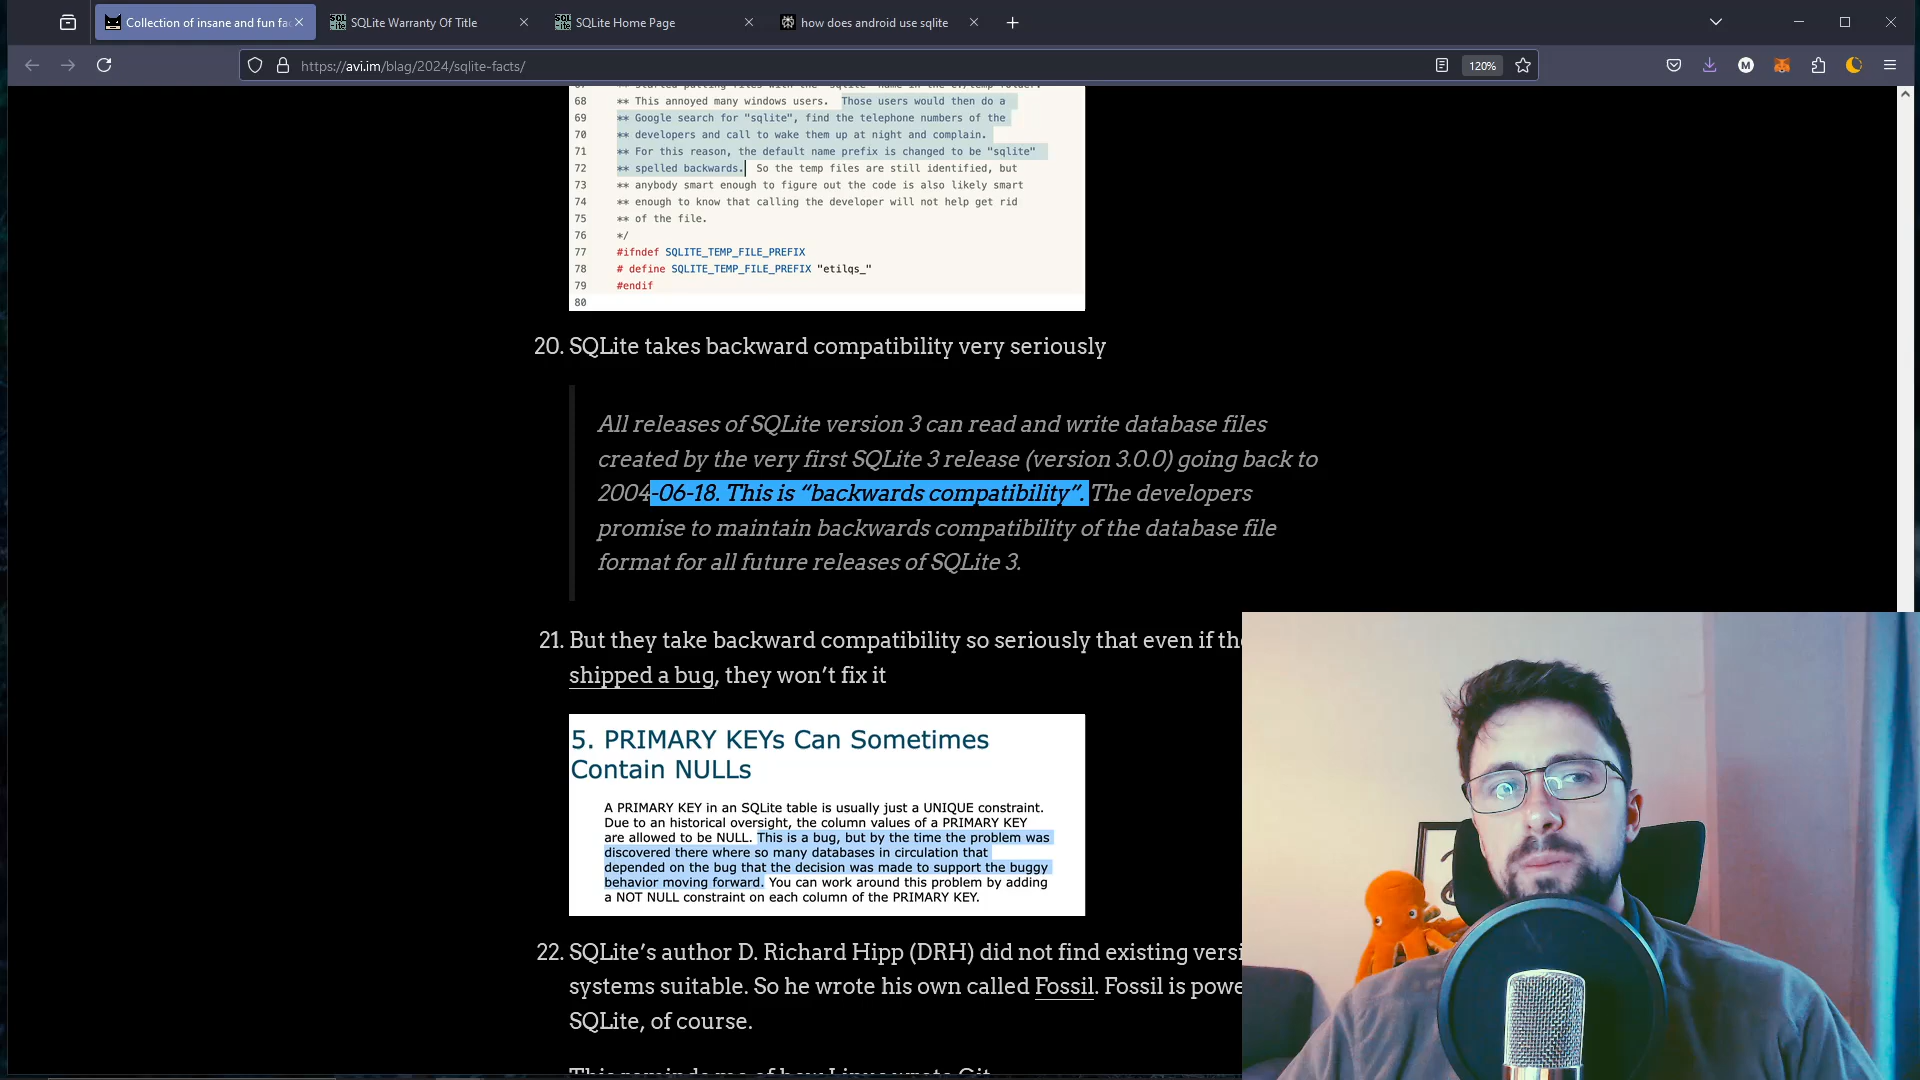 Collection of insane and fun fac
SQLite Warranty Of Title
SQLite Home Page
how does android use sqlite
https://avi.im/blag/2024/sqlite-facts/
120%
M
68 ** This annoyed many windows users. Those users would then do a
69 ** Google search for "sqlite", find the telephone numbers of the
70 ** developers and call to wake them up at night and complain.
71 ** For this reason, the default name prefix is changed to be "sqlite"
72 ** spelled backwards. So the temp files are still identified, but
73 ** anybody smart enough to figure out the code is also likely smart
74 ** enough to know that calling the developer will not help get rid
75 ** of the file.
76 */
77 #ifndef SQLITE_TEMP_FILE_PREFIX
78 # define SQLITE_TEMP_FILE_PREFIX "etilqs_"
79 #endif
80
20. SQLite takes backward compatibility very seriously
All releases of SQLite version 3 can read and write database files
created by the very first SQLite 3 release (version 3.0.0) going back to
2004-06-18. This is “backwards compatibility”. The developers
promise to maintain backwards compatibility of the database file
format for all future releases of SQLite 3.
21. But they take backward compatibility so seriously that even if the
shipped a bug, they won’t fix it
5. PRIMARY KEYs Can Sometimes
Contain NULLs
A PRIMARY KEY in an SQLite table is usually just a UNIQUE constraint.
Due to an historical oversight, the column values of a PRIMARY KEY
are allowed to be NULL. This is a bug, but by the time the problem was
discovered there where so many databases in circulation that
depended on the bug that the decision was made to support the buggy
behavior moving forward. You can work around this problem by adding
a NOT NULL constraint on each column of the PRIMARY KEY.
22. SQLite’s author D. Richard Hipp (DRH) did not find existing versi
systems suitable. So he wrote his own called Fossil. Fossil is powe
SQLite, of course.
This reminds me of how Linus wrote Git